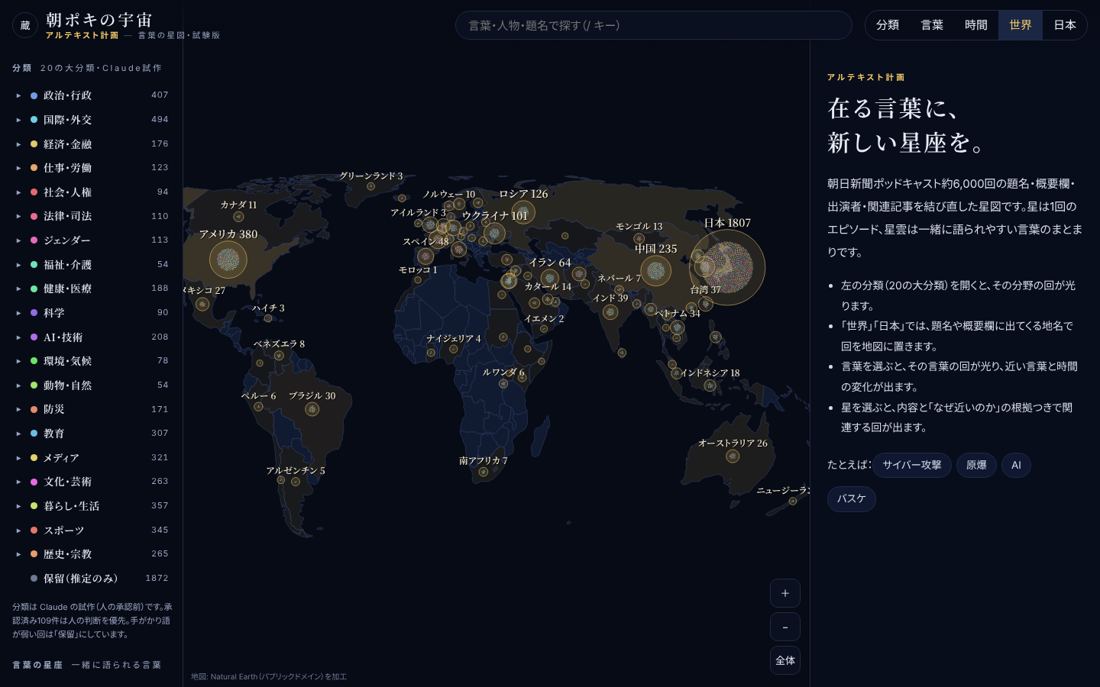 蔵
朝ポキの宇宙
アルテキスト計画 — 言葉の星図・試験版
言葉・人物・題名で探す(/ キー)
分類
言葉
時間
世界
日本
分類 20の大分類・Claude試作
▸ 政治・行政 407
▸ 国際・外交 494
▸ 経済・金融 176
▸ 仕事・労働 123
▸ 社会・人権 94
▸ 法律・司法 110
▸ ジェンダー 113
▸ 福祉・介護 54
▸ 健康・医療 188
▸ 科学 90
▸ AI・技術 208
▸ 環境・気候 78
▸ 動物・自然 54
▸ 防災 171
▸ 教育 307
▸ メディア 321
▸ 文化・芸術 263
▸ 暮らし・生活 357
▸ スポーツ 345
▸ 歴史・宗教 265
保留(推定のみ) 1872
分類は Claude の試作(人の承認前)です。承
認済み109件は人の判断を優先。手がかり語
が弱い回は「保留」にしています。
言葉の星座 一緒に語られる言葉
グリーンランド 3
ノルウェー 10
ロシア 126
カナダ 11
アイルランド 3
ウクライナ 101
モンゴル 13
日本 1807
アメリカ 380
スペイン 48
中国 235
イラン 64
モロッコ 1
ネパール 7
カタール 14
台湾 37
メキシコ 27
インド 39
ハイチ 3
イエメン 2
ベトナム 34
ナイジェリア 4
ベネズエラ 8
ルワンダ 6
インドネシア 18
ペルー 6
ブラジル 30
オーストラリア 26
南アフリカ 7
アルゼンチン 5
ニュージーラン
+
−
全体
地図: Natural Earth(パブリックドメイン)を加工
アルテキスト計画
在る言葉に、
新しい星座を。
朝日新聞ポッドキャスト約6,000回の題名・概要欄・
出演者・関連記事を結び直した星図です。星は1回の
エピソード、星雲は一緒に語られやすい言葉のまとま
りです。
• 左の分類(20の大分類)を開くと、その分野の回が光
ります。
• 「世界」「日本」では、題名や概要欄に出てくる地名で
回を地図に置きます。
• 言葉を選ぶと、その言葉の回が光り、近い言葉と時間
の変化が出ます。
• 星を選ぶと、内容と「なぜ近いのか」の根拠つきで関
連する回が出ます。
たとえば: サイバー攻撃 原爆 AI
バスケ